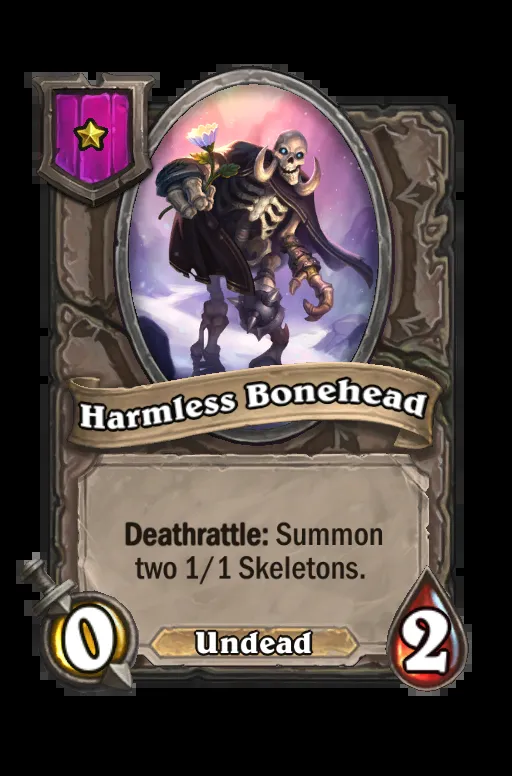 Harmless Bonehead
Deathrattle: Summon
two 1/1 Skeletons.
0
Undead
2